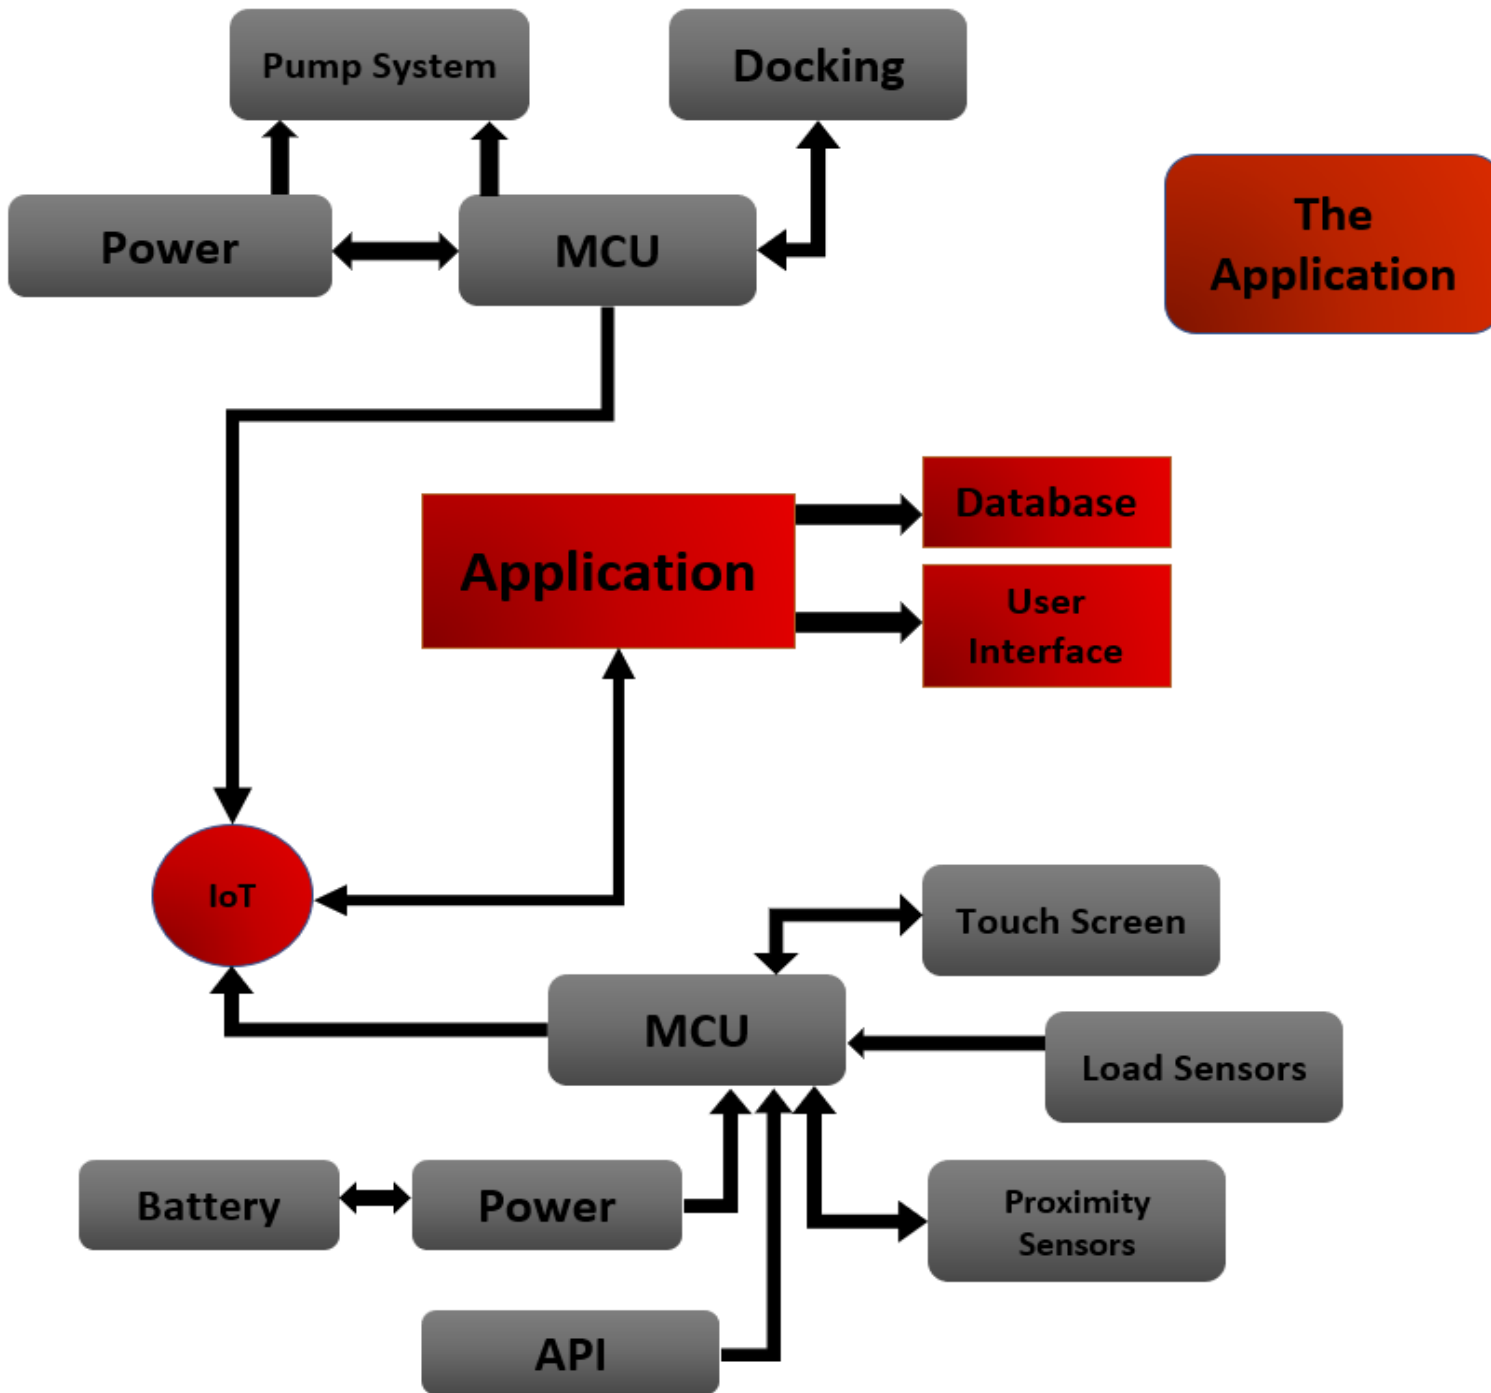 Pump System
Docking
Power
MCU
The
Application
Application
Database
User
Interface
IoT
Touch Screen
MCU
Load Sensors
Battery
Power
Proximity
Sensors
API